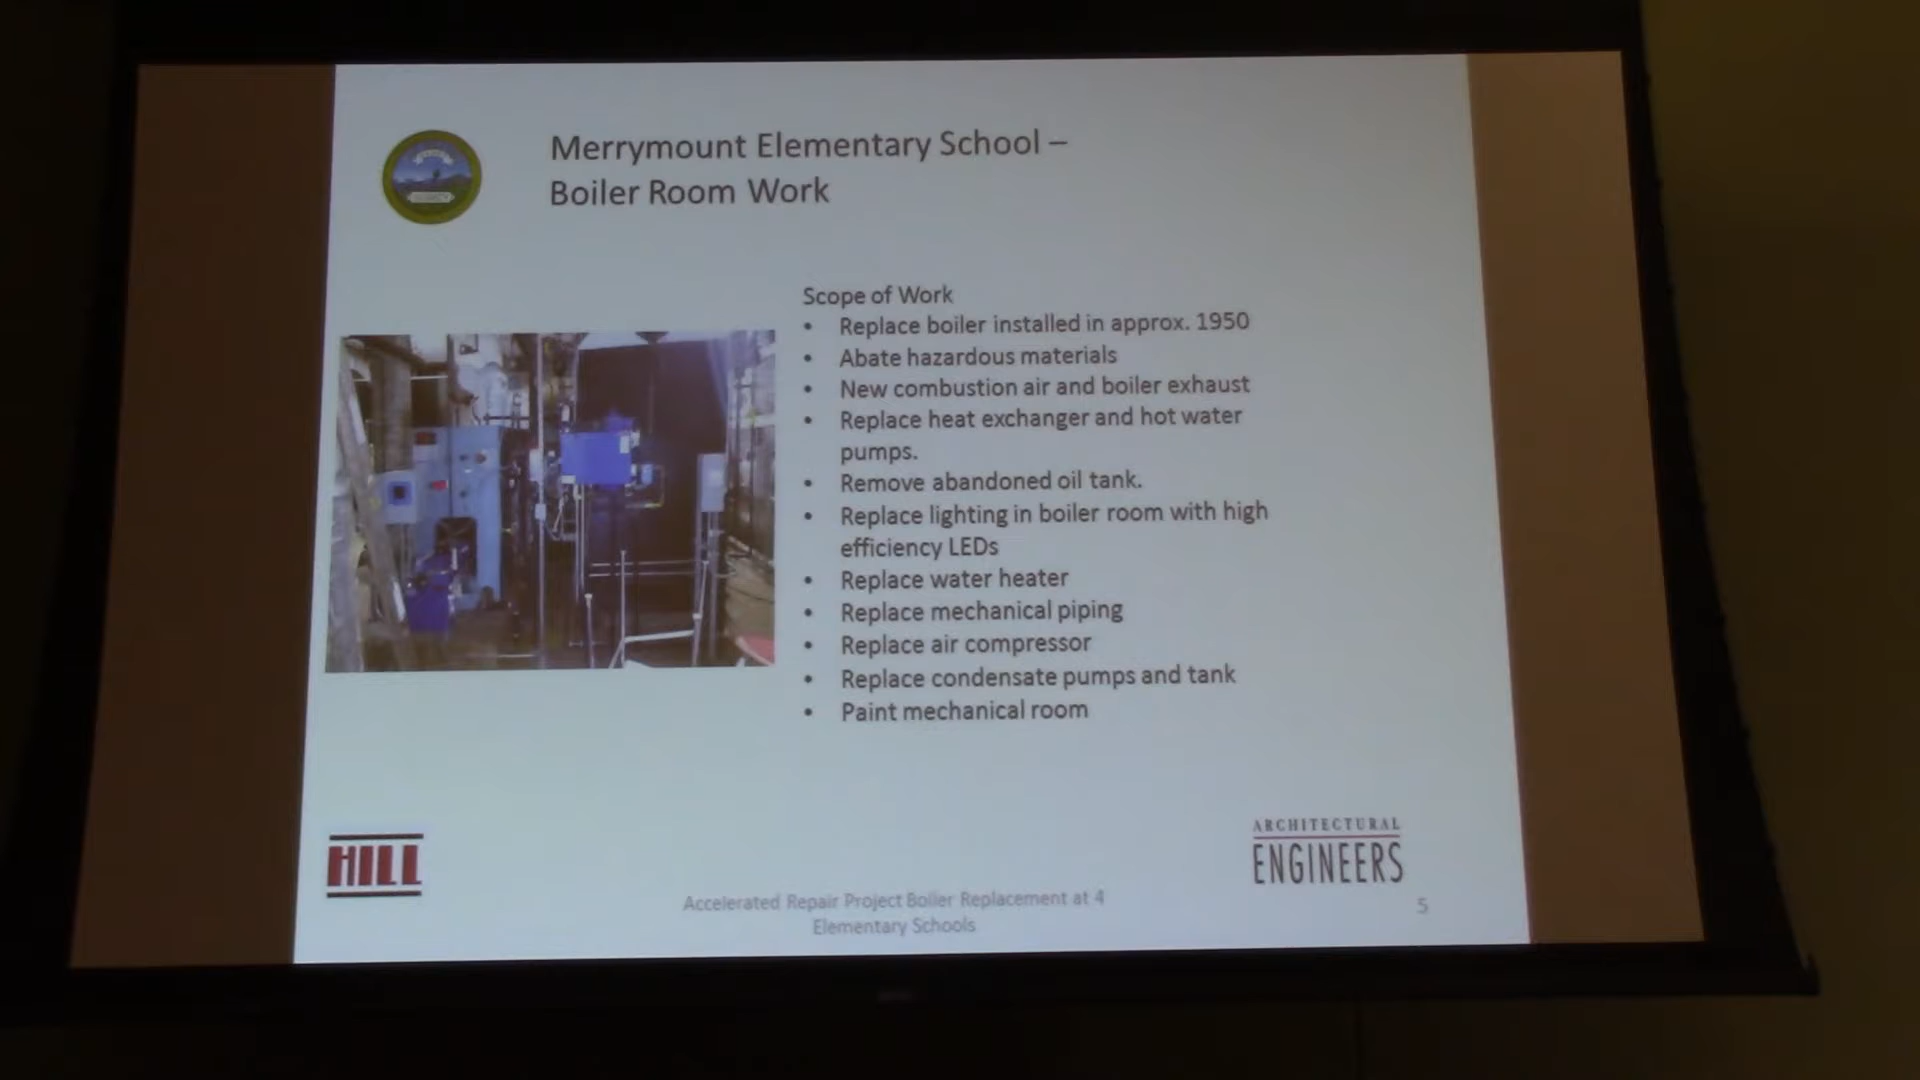 Merrymount Elementary School –
Boiler Room Work
Scope of Work
• Replace boiler installed in approx. 1950
• Abate hazardous materials
• New combustion air and boiler exhaust
• Replace heat exchanger and hot water
pumps.
• Remove abandoned oil tank.
• Replace lighting in boiler room with high
efficiency LEDs
• Replace water heater
• Replace mechanical piping
• Replace air compressor
• Replace condensate pumps and tank
• Paint mechanical room
HILL
ARCHITECTURAL
ENGINEERS
Accelerated Repair Project Boiler Replacement at 4
Elementary Schools
5